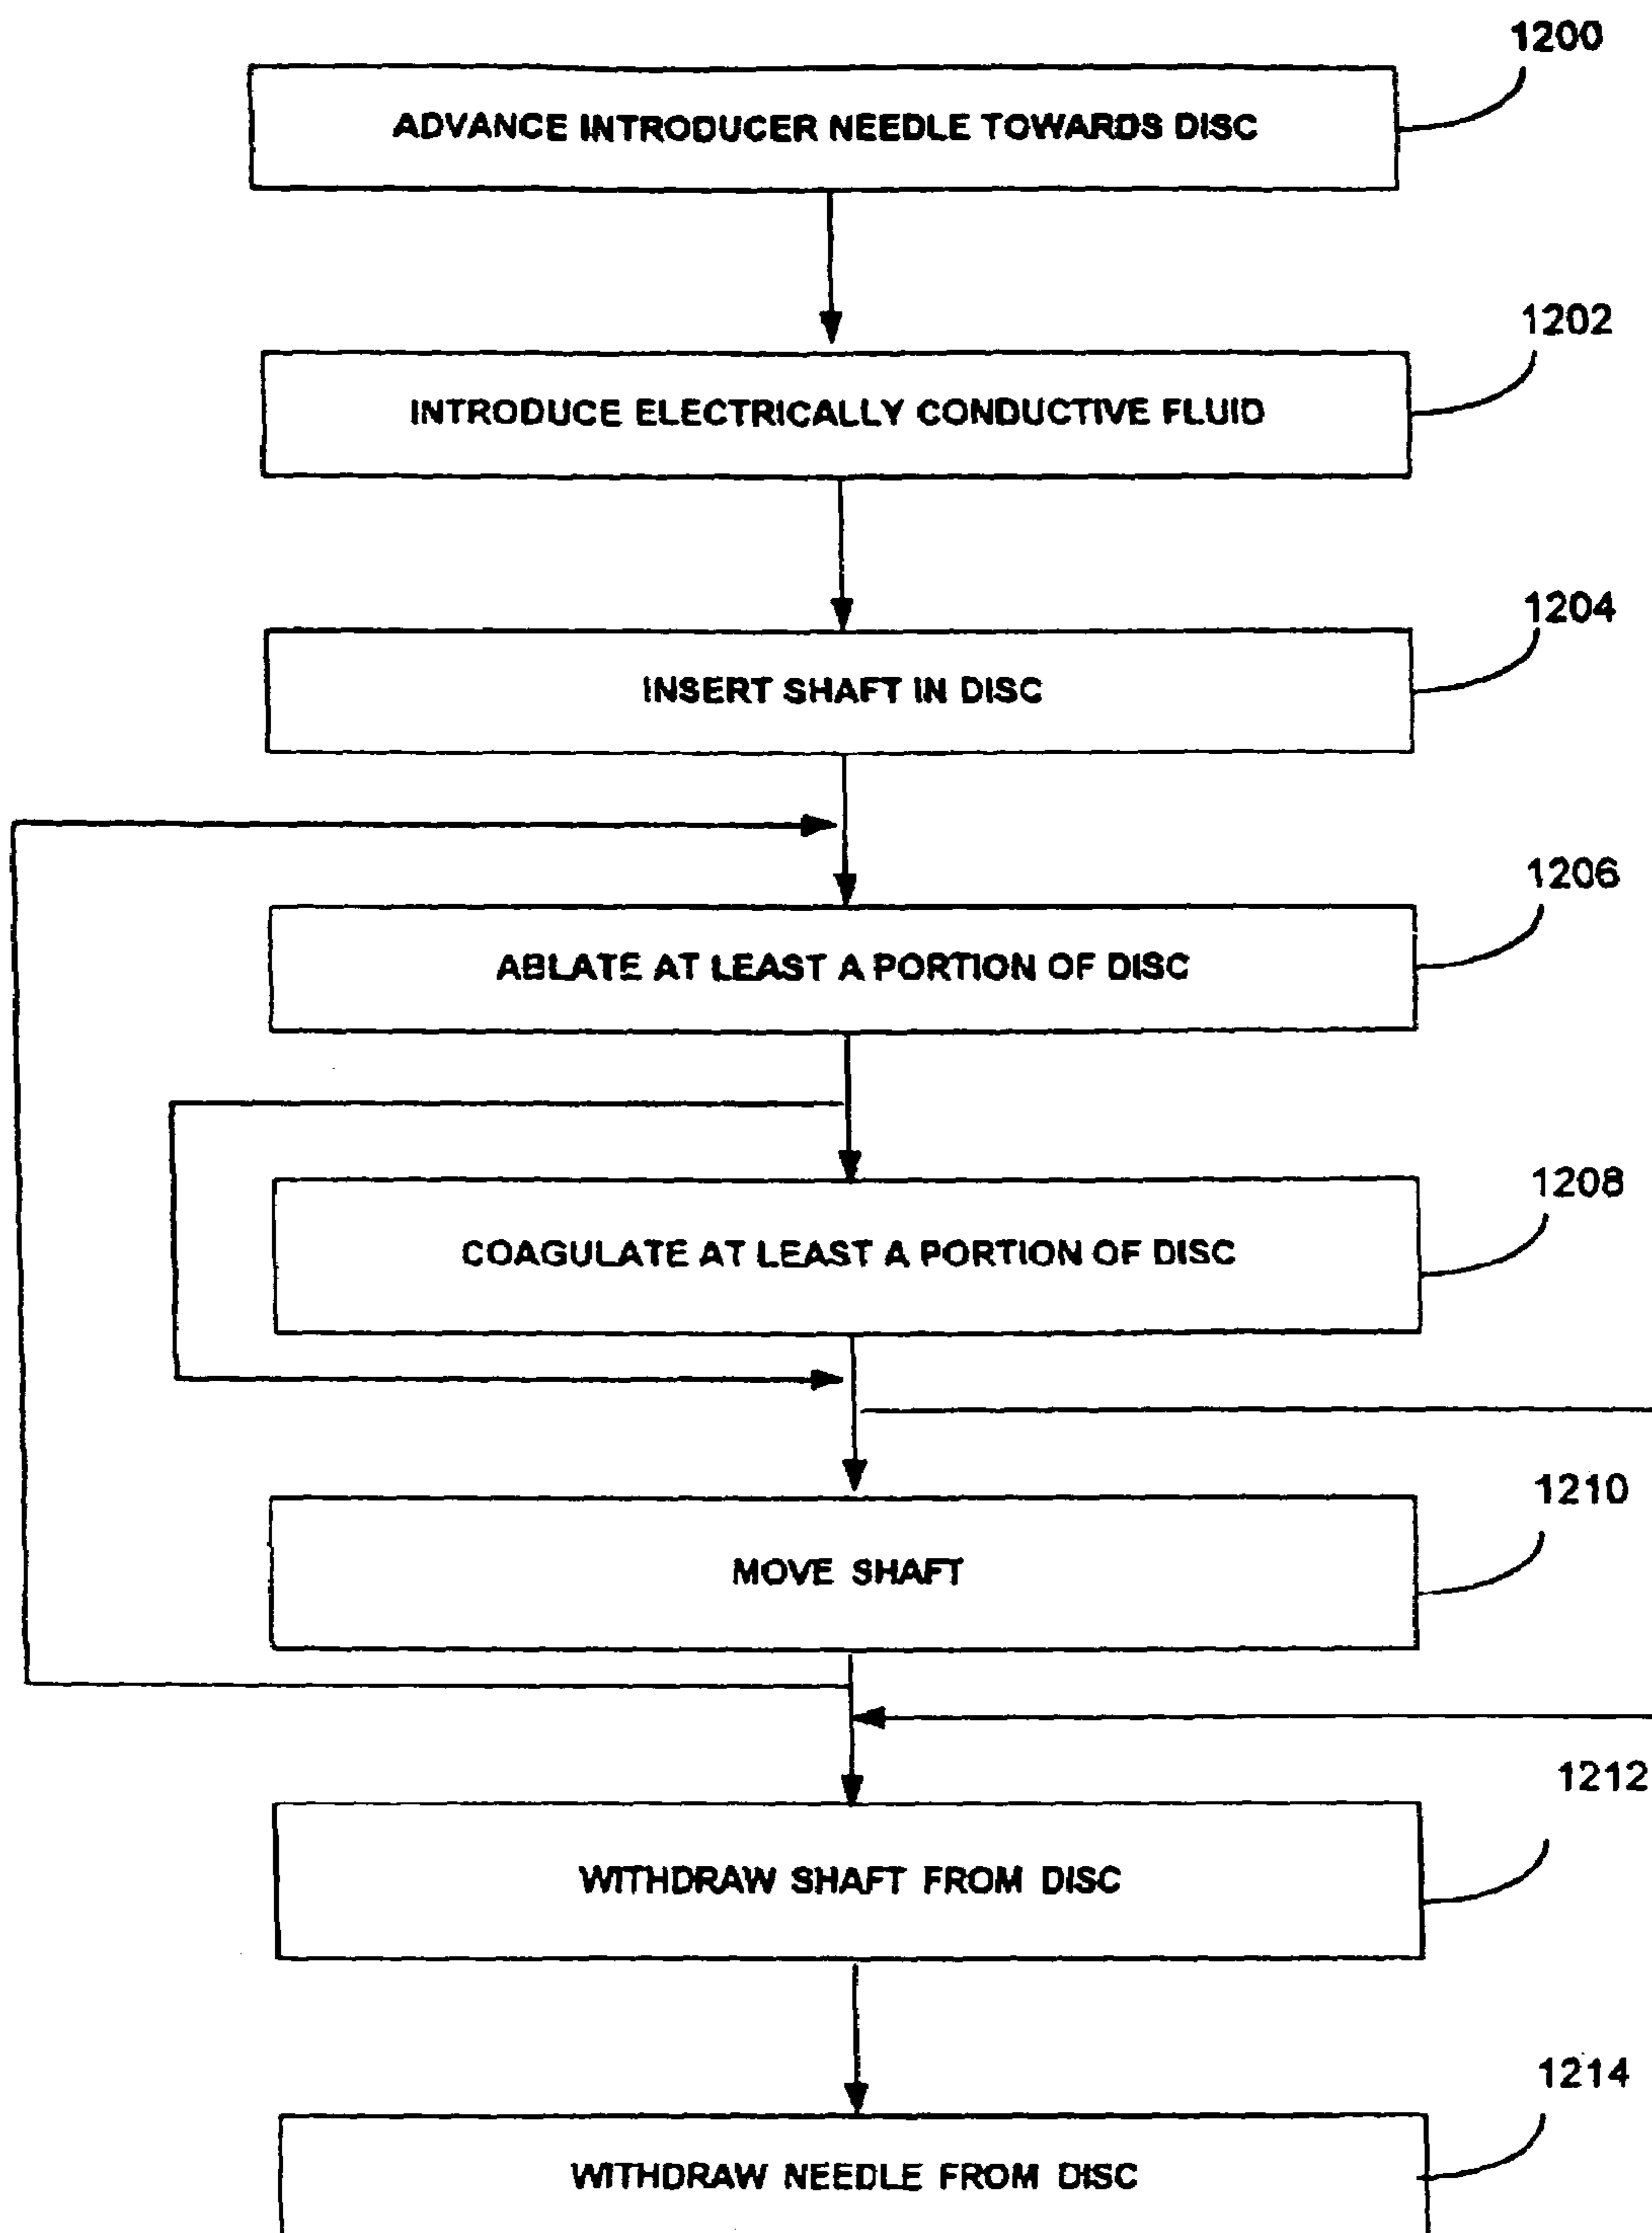 1200
ADVANCE INTRODUCER NEEDLE TOWARDS DISC
1202
INTRODUCE ELECTRICALLY CONDUCTIVE FLUID
1204
INSERT SHAFT IN DISC
1206
ABLATE AT LEAST A PORTION OF DISC
1208
COAGULATE AT LEAST A PORTION OF DISC
1210
MOVE SHAFT
1212
WITHDRAW SHAFT FROM DISC
1214
WITHDRAW NEEDLE FROM DISC